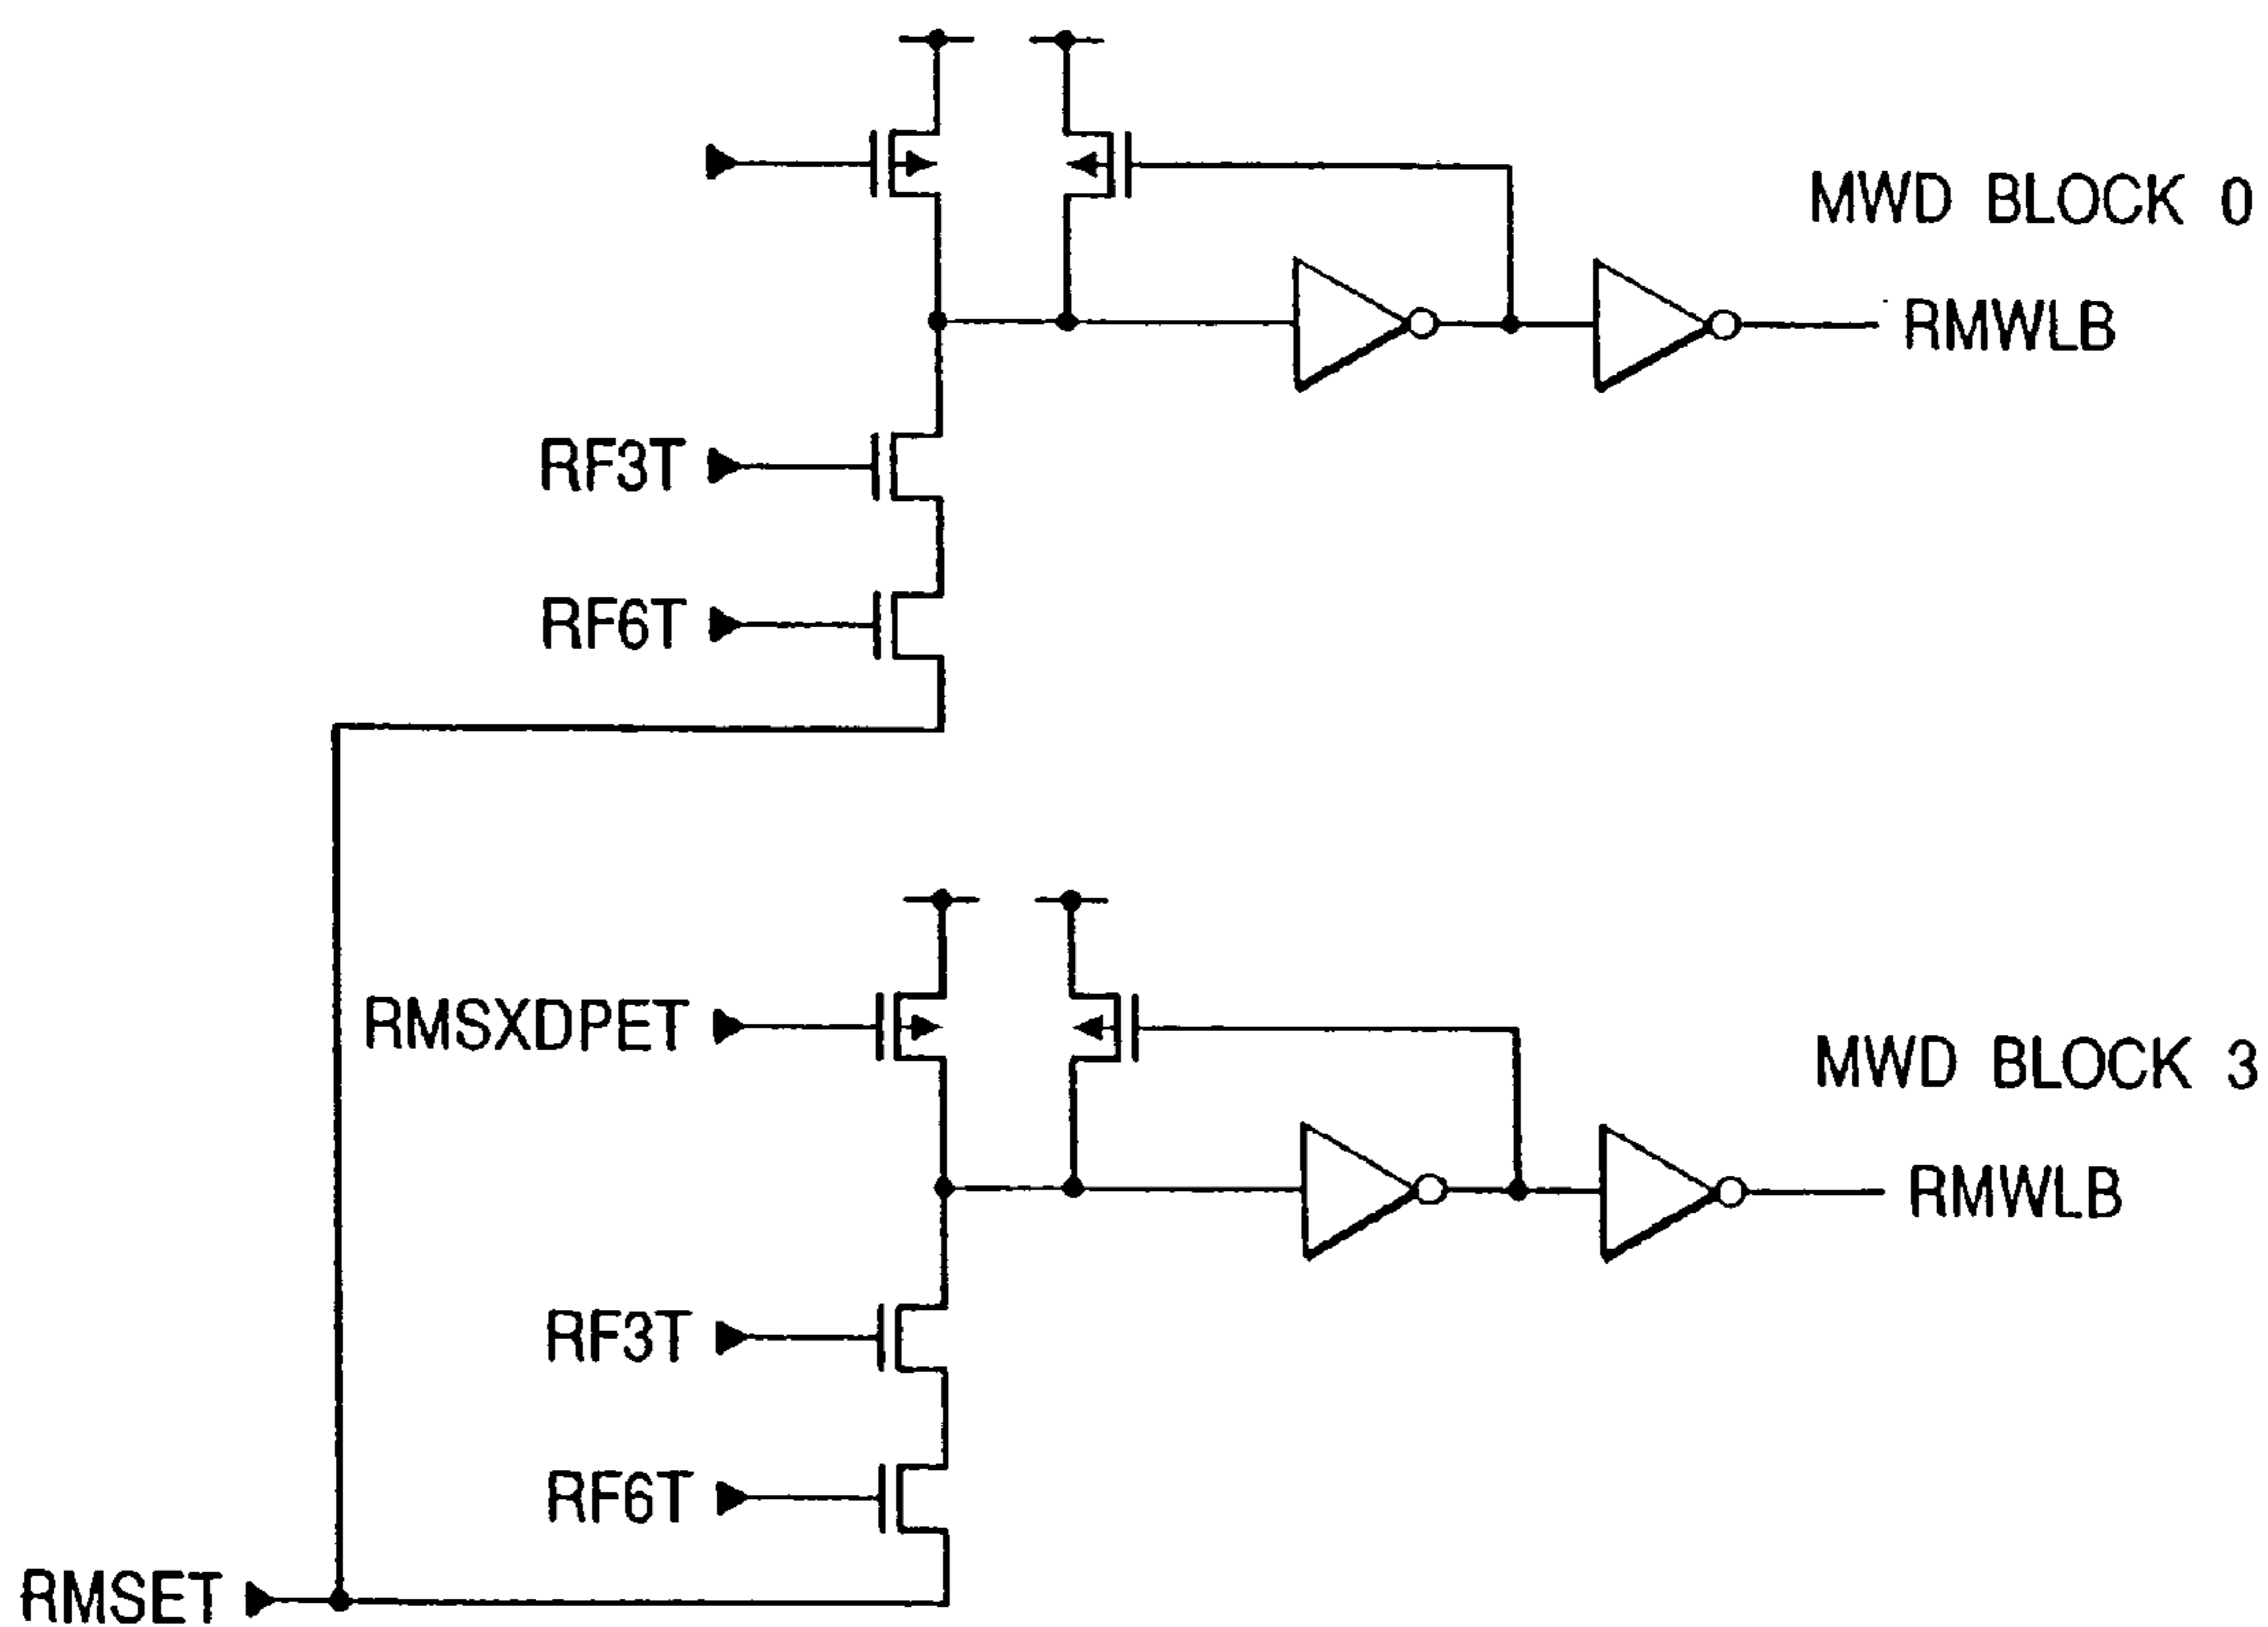 MWD BLOCK 0
RMWLB
RF3T
RF6T
RMSXDPET
MWD BLOCK 3
RMWLB
RF3T
RF6T
RMSET